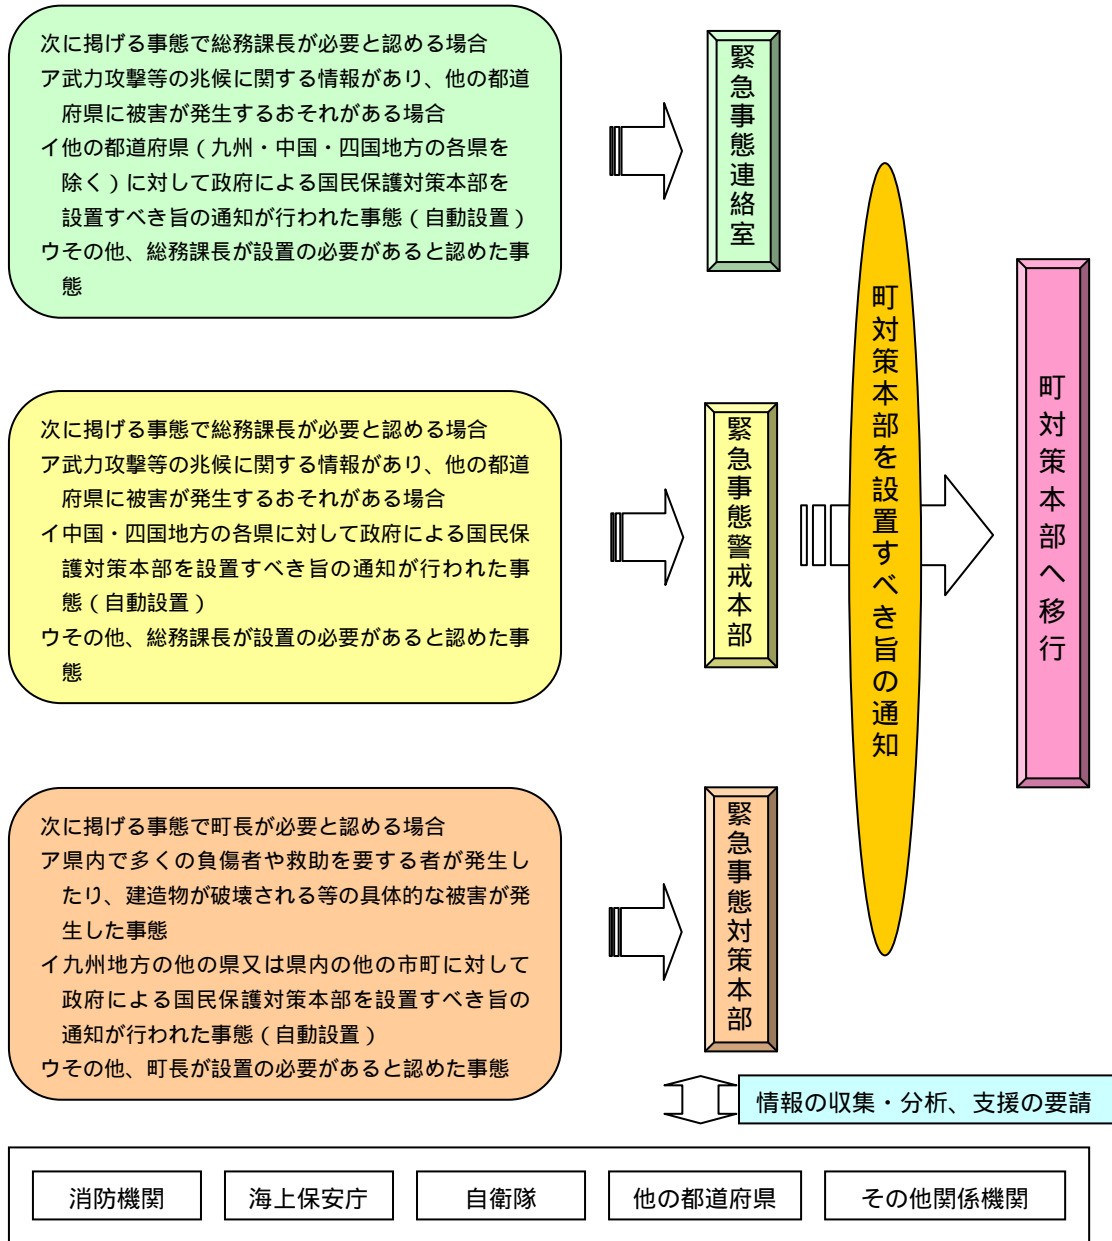 次に掲げる事態で総務課長が必要と認める場合
ア武力攻撃等の兆候に関する情報があり、他の都道
府県に被害が発生するおそれがある場合
イ他の都道府県（九州・中国・四国地方の各県を
除く）に対して政府による国民保護対策本部を
設置すべき旨の通知が行われた事態（自動設置）
ウその他、総務課長が設置の必要があると認めた事
態
緊急事態連絡室
次に掲げる事態で総務課長が必要と認める場合
ア武力攻撃等の兆候に関する情報があり、他の都道
府県に被害が発生するおそれがある場合
イ中国・四国地方の各県に対して政府による国民保
護対策本部を設置すべき旨の通知が行われた事
態（自動設置）
ウその他、総務課長が設置の必要があると認めた事
態
緊急事態警戒本部
次に掲げる事態で町長が必要と認める場合
ア県内で多くの負傷者や救助を要する者が発生し
たり、建造物が破壊される等の具体的な被害が発
生した事態
イ九州地方の他の県又は県内の他の市町に対して
政府による国民保護対策本部を設置すべき旨の
通知が行われた事態（自動設置）
ウその他、町長が設置の必要があると認めた事態
緊急事態対策本部
町対策本部を設置すべき旨の通知
町対策本部へ移行
情報の収集・分析、支援の要請
消防機関
海上保安庁
自衛隊
他の都道府県
その他関係機関